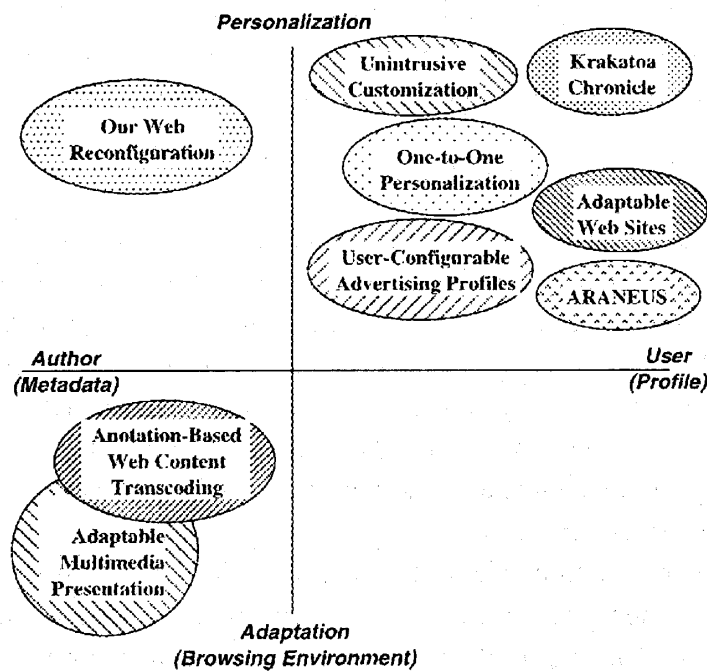 Personalization
Unintrusive
Customization
Krakatoa
Chronicle
Our Web
Reconfiguration
One-to-One
Personalization
Adaptable
Web Sites
User-Configurable
Advertising Profiles
ARANEUS
Author
(Metadata)
User
(Profile)
Anotation-Based
Web Content
Transcoding
Adaptable
Multimedia
Presentation
Adaptation
(Browsing Environment)